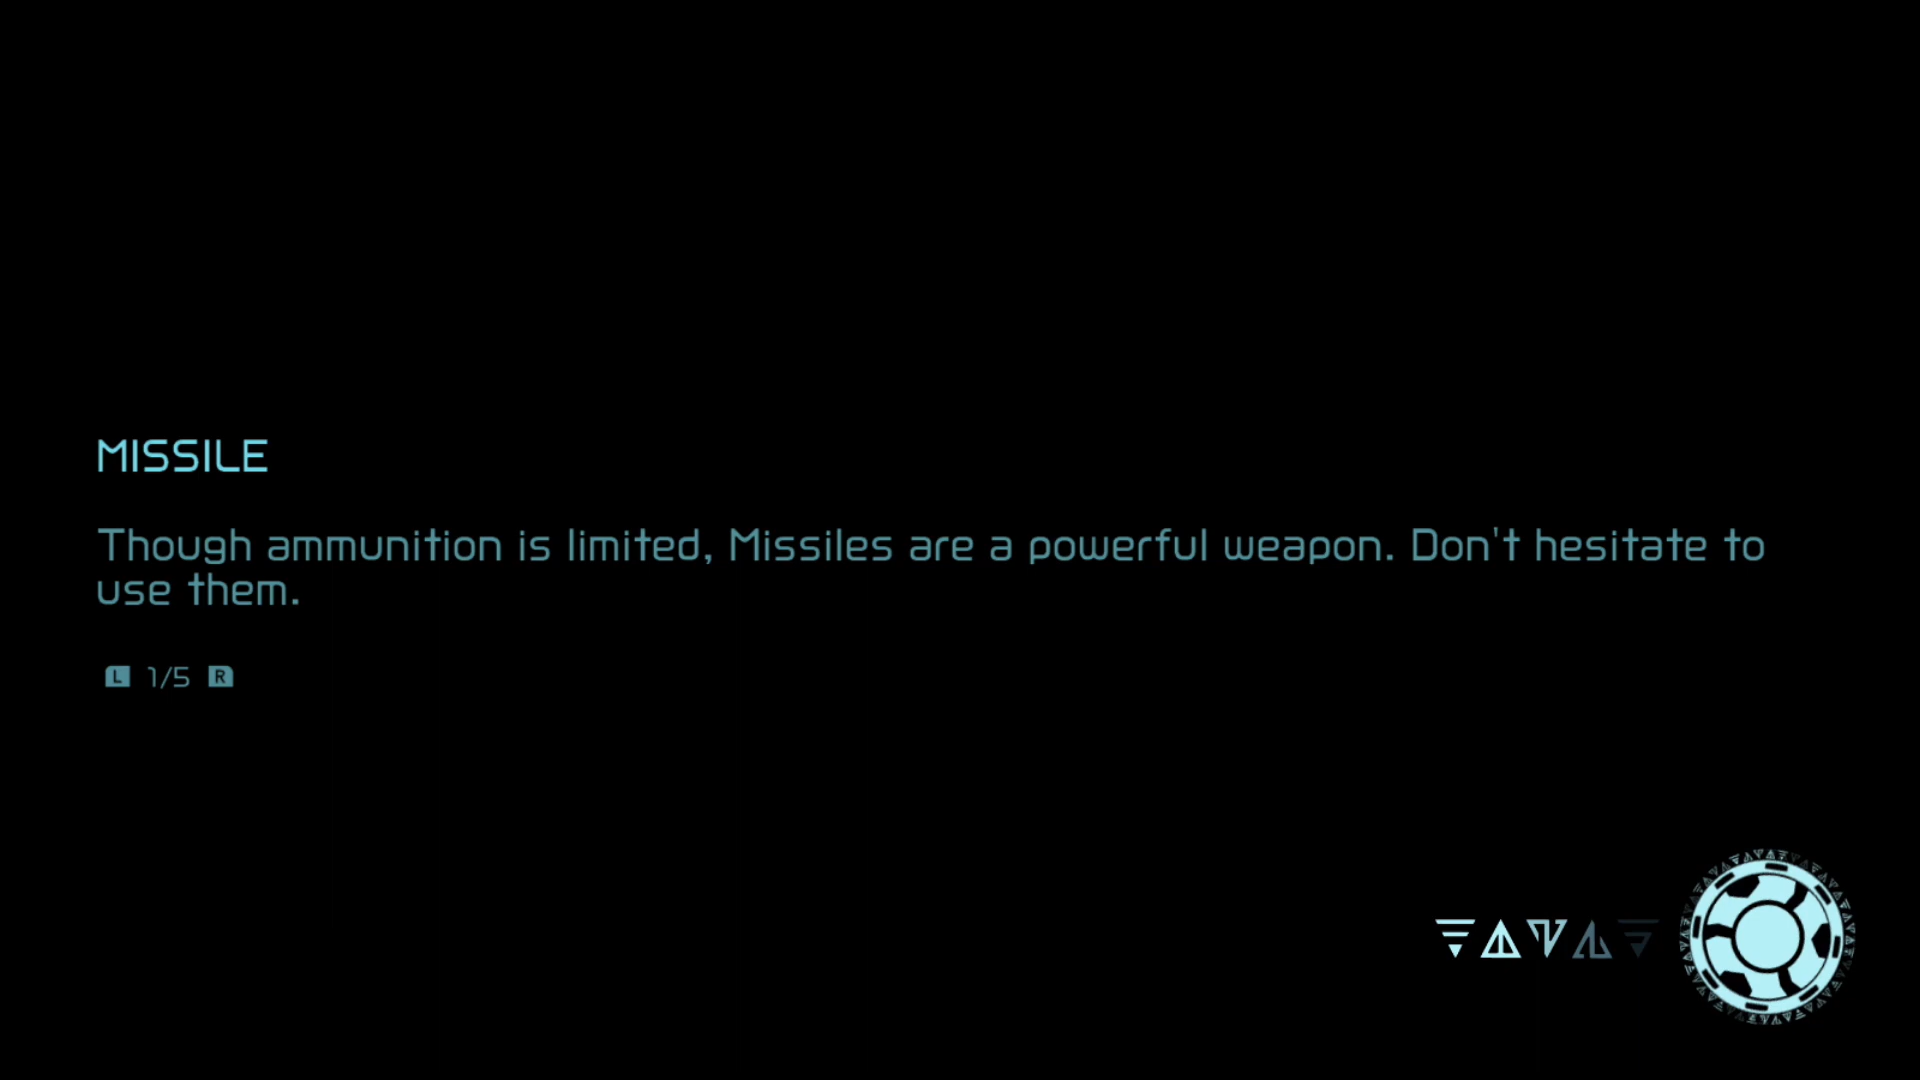 MISSILE
Though ammunition is limited, Missiles are a powerful weapon. Don't hesitate to
use them.
L 1/5 R